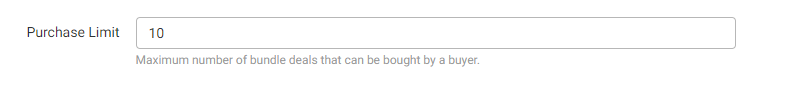 Purchase Limit 10
Maximum number of bundle deals that can be bought by a buyer.